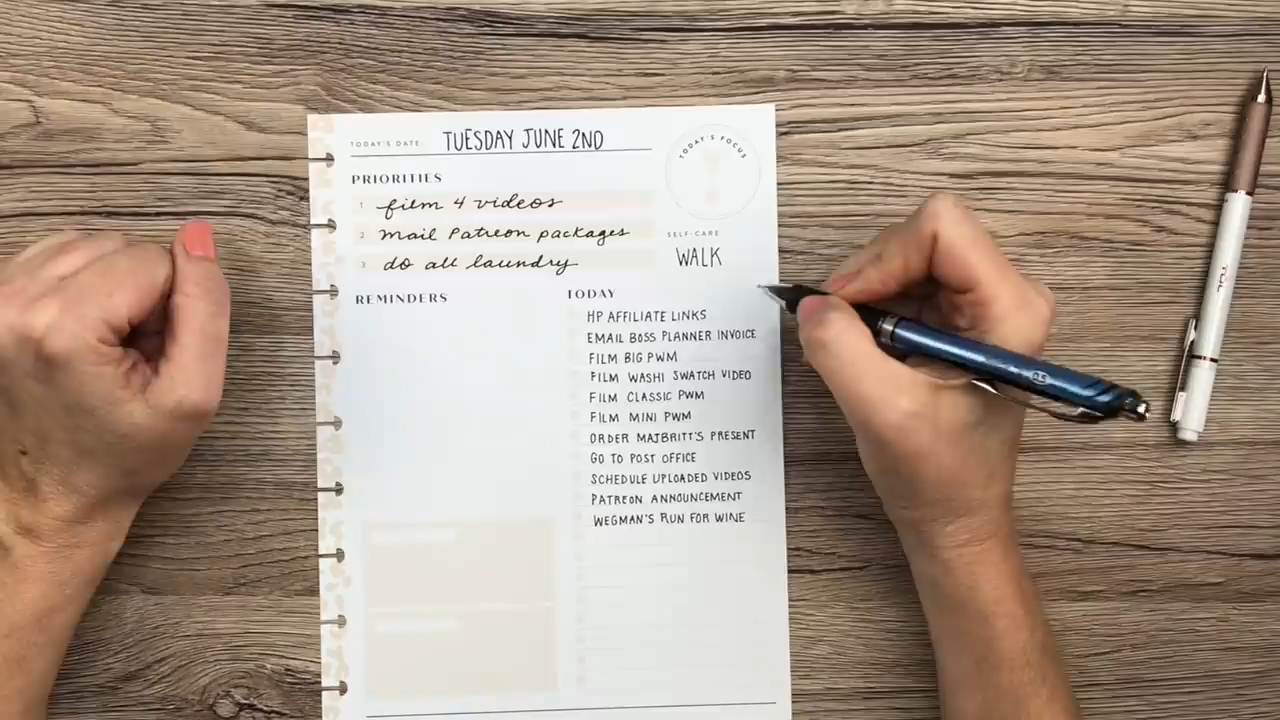 TODAY'S DATE: TUESDAY JUNE 2ND
TODAY'S FOCUS
PRIORITIES
1 film 4 videos
2 mail Patreon packages
3 do all laundry
SELF-CARE
WALK
REMINDERS
TODAY
HP AFFILIATE LINKS
EMAIL BOSS PLANNER INVOICE
FILM BIG PWM
FILM WASHI SWATCH VIDEO
FILM CLASSIC PWM
FILM MINI PWM
ORDER MAJBRITT'S PRESENT
GO TO POST OFFICE
SCHEDULE UPLOADED VIDEOS
PATREON ANNOUNCEMENT
WEGMAN'S RUN FOR WINE
0.5
TUL